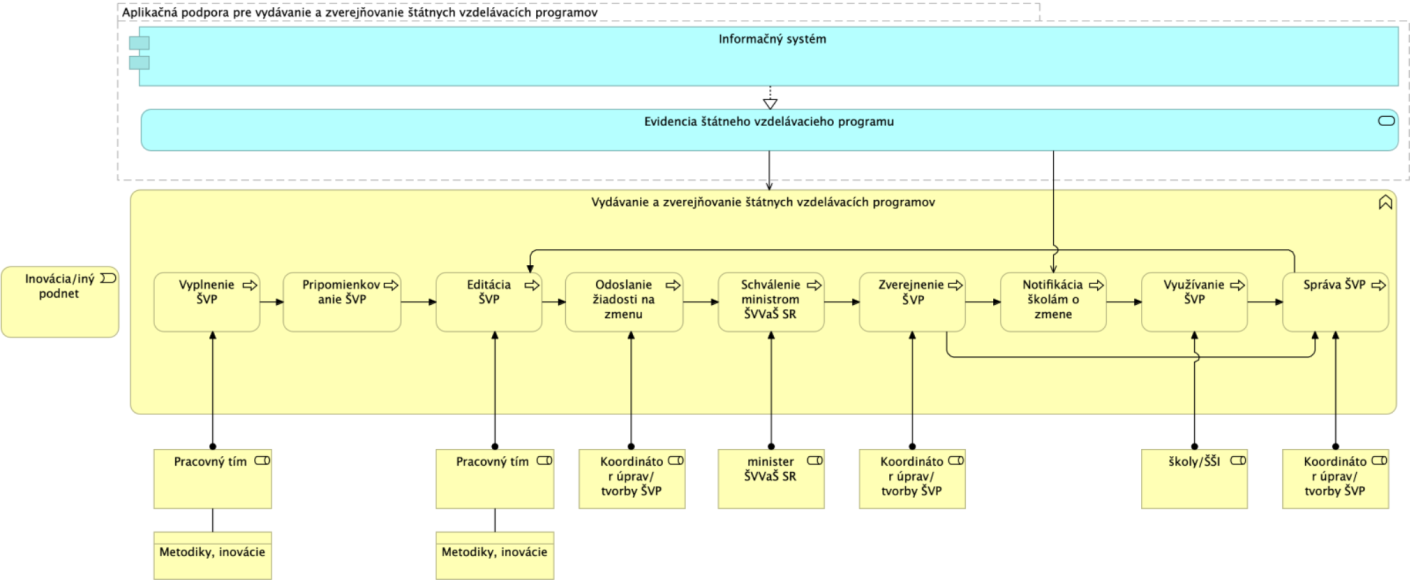 Aplikačná podpora pre vydávanie a zverejňovanie štátnych vzdelávacích programov
Informačný systém
Evidencia štátneho vzdelávacieho programu
Vydávanie a zverejňovanie štátnych vzdelávacích programov
Inovácia/iný
podnet
Vyplnenie
ŠVP
Pripomienkov
anie ŠVP
Editácia
ŠVP
Odoslanie
žiadosti na
zmenu
Schválenie
ministrom
ŠVVaŠ SR
Zverejnenie
ŠVP
Notifikácia
školám o
zmene
Využívanie
ŠVP
Správa ŠVP
Pracovný tím
Pracovný tím
Koordináto
r úprav/
tvorby ŠVP
minister
ŠVVaŠ SR
Koordináto
r úprav/
tvorby ŠVP
školy/ŠŠI
Koordináto
r úprav/
tvorby ŠVP
Metodiky, inovácie
Metodiky, inovácie